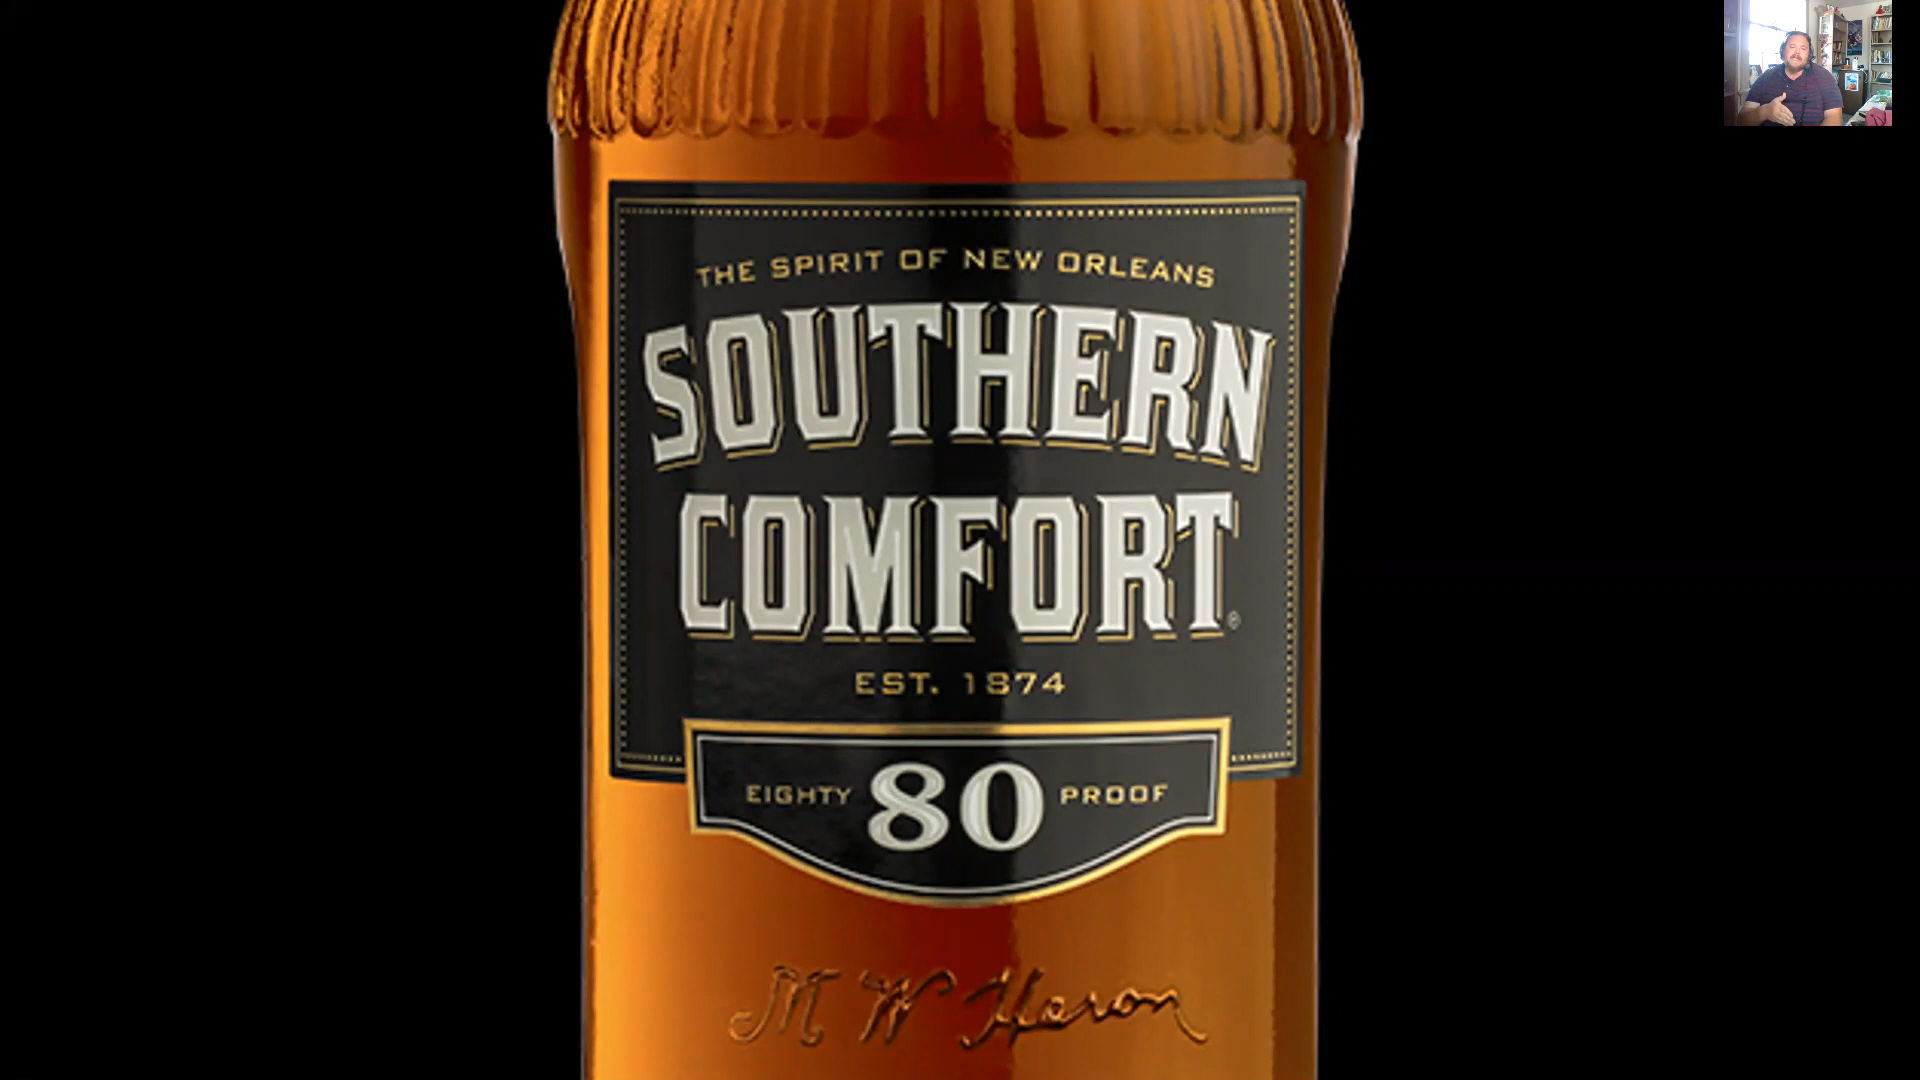 THE SPIRIT OF NEW ORLEANS
SOUTHERN
COMFORT®
EST. 1874
EIGHTY 80 PROOF
M W Heron